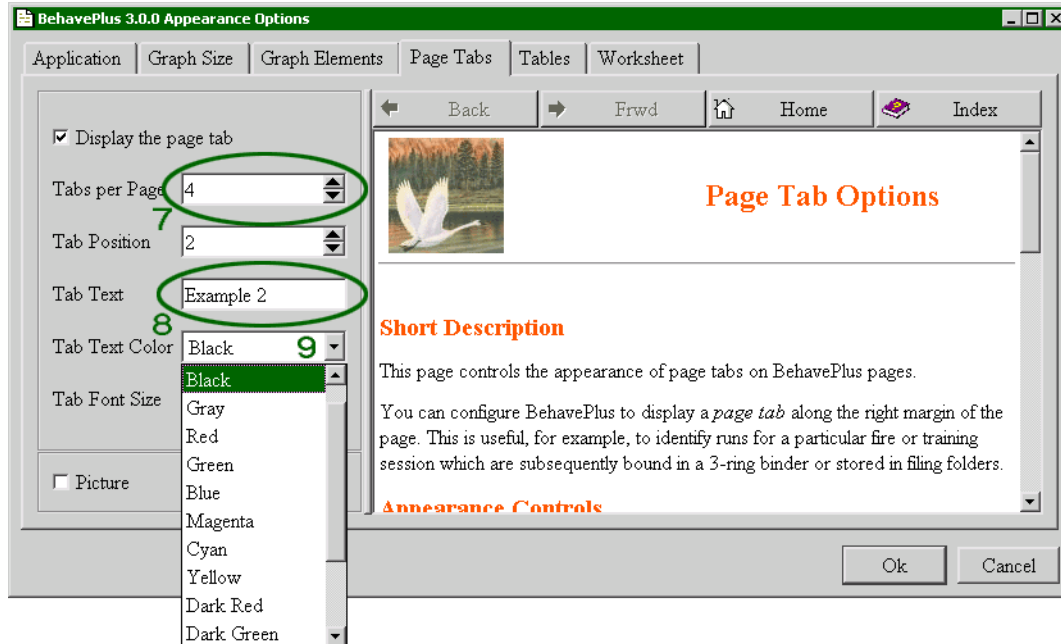 BehavePlus 3.0.0 Appearance Options
Application Graph Size Graph Elements Page Tabs Tables Worksheet
Display the page tab
Tabs per Page 4
7
Tab Position 2
Tab Text Example 2
8
Tab Text Color Black 9
Black
Gray
Red
Green
Blue
Magenta
Cyan
Yellow
Dark Red
Dark Green
Tab Font Size
Picture
Back Frwd Home Index
Page Tab Options
Short Description
This page controls the appearance of page tabs on BehavePlus pages.
You can configure BehavePlus to display a page tab along the right margin of the
page. This is useful, for example, to identify runs for a particular fire or training
session which are subsequently bound in a 3-ring binder or stored in filing folders.
Appearance Controls
Ok Cancel